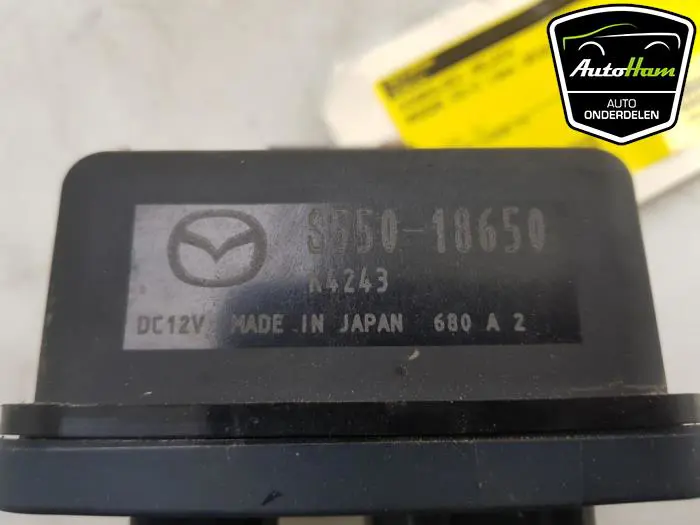 AutoHam
AUTO
ONDERDELEN
S550-18650
K4243
DC12V MADE IN JAPAN 680 A 2